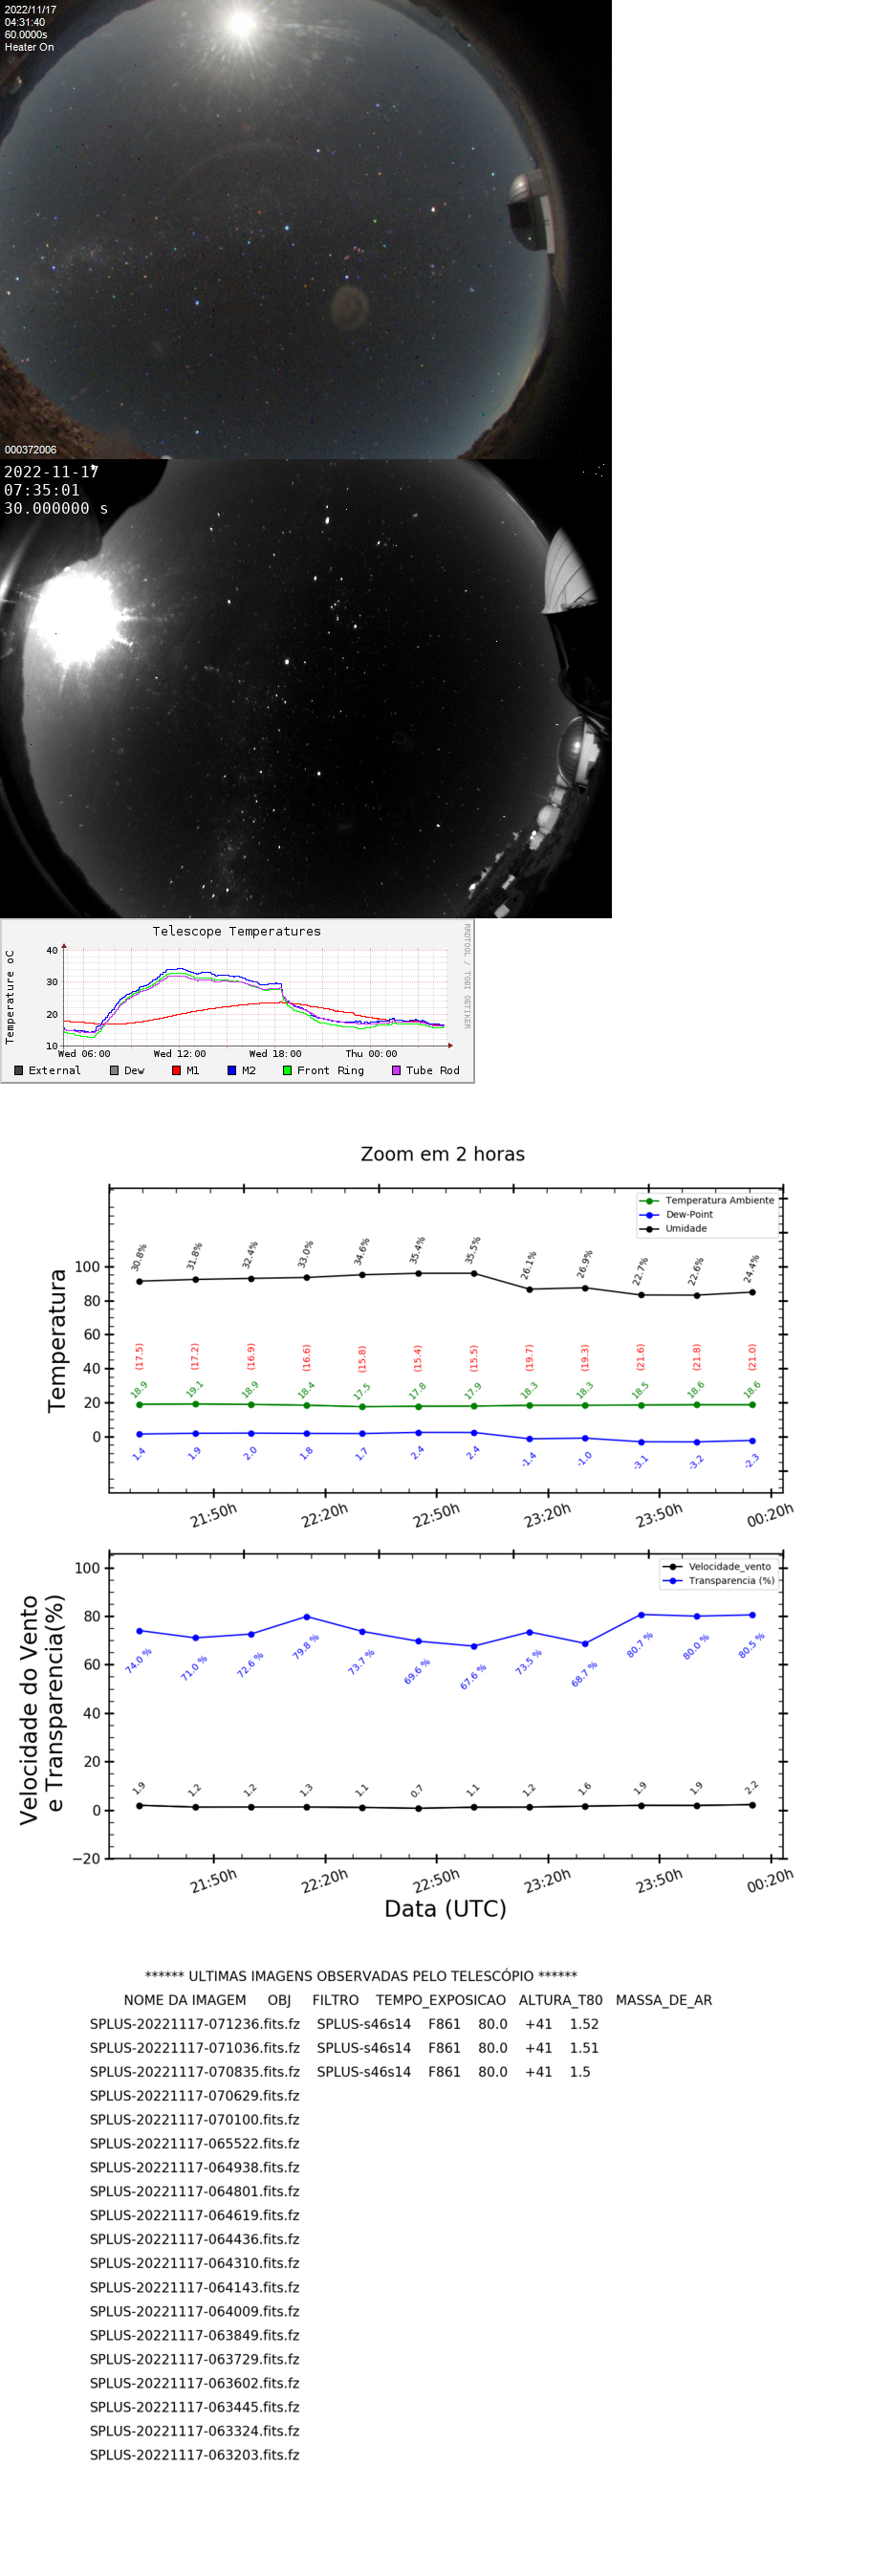 2022/11/17
04:31:40
60.0000s
Heater On
000372006
2022-11-17
07:35:01
30.000000 s
Telescope Temperatures
RRDTOOL / TOBI OETIKER
Temperature oC
40
30
20
10
Wed 06:00 Wed 12:00 Wed 18:00 Thu 00:00
External Dew M1 M2 Front Ring Tube Rod
Zoom em 2 horas
Temperatura Ambiente
Dew-Point
Umidade
Temperatura
100
80
60
40
20
0
30.8% 31.8% 32.4% 33.0% 34.6% 35.4% 35.5% 26.1% 26.9% 22.7% 22.6% 24.4%
(17.5) (17.2) (16.9) (16.6) (15.8) (15.4) (15.5) (19.7) (19.3) (21.6) (21.8) (21.0)
18.9 19.1 18.9 18.4 17.5 17.8 17.9 18.3 18.3 18.5 18.6 18.6
1.4 1.9 2.0 1.8 1.7 2.4 2.4 -1.4 -1.0 -3.1 -3.2 -2.3
21:50h 22:20h 22:50h 23:20h 23:50h 00:20h
Velocidade_vento
Transparencia (%)
Velocidade do Vento
e Transparencia(%)
100
80
60
40
20
0
−20
74.0 % 71.0 % 72.6 % 79.8 % 73.7 % 69.6 % 67.6 % 73.5 % 68.7 % 80.7 % 80.0 % 80.5 %
1.9 1.2 1.2 1.3 1.1 0.7 1.1 1.2 1.6 1.9 1.9 2.2
21:50h 22:20h 22:50h 23:20h 23:50h 00:20h
Data (UTC)
****** ULTIMAS IMAGENS OBSERVADAS PELO TELESCÓPIO ******
NOME DA IMAGEM OBJ FILTRO TEMPO_EXPOSICAO ALTURA_T80 MASSA_DE_AR
SPLUS-20221117-071236.fits.fz SPLUS-s46s14 F861 80.0 +41 1.52
SPLUS-20221117-071036.fits.fz SPLUS-s46s14 F861 80.0 +41 1.51
SPLUS-20221117-070835.fits.fz SPLUS-s46s14 F861 80.0 +41 1.5
SPLUS-20221117-070629.fits.fz
SPLUS-20221117-070100.fits.fz
SPLUS-20221117-065522.fits.fz
SPLUS-20221117-064938.fits.fz
SPLUS-20221117-064801.fits.fz
SPLUS-20221117-064619.fits.fz
SPLUS-20221117-064436.fits.fz
SPLUS-20221117-064310.fits.fz
SPLUS-20221117-064143.fits.fz
SPLUS-20221117-064009.fits.fz
SPLUS-20221117-063849.fits.fz
SPLUS-20221117-063729.fits.fz
SPLUS-20221117-063602.fits.fz
SPLUS-20221117-063445.fits.fz
SPLUS-20221117-063324.fits.fz
SPLUS-20221117-063203.fits.fz